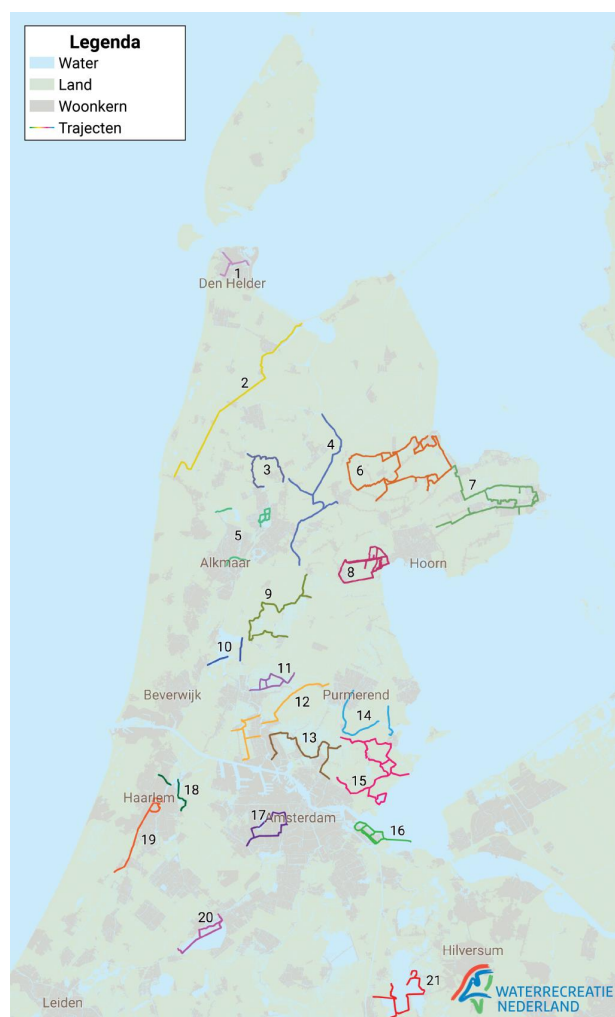 Legenda
Water
Land
Woonkern
Trajecten
1
Den Helder
2
3
4
6
7
5
Alkmaar
8
Hoorn
9
10
11
Beverwijk
12
Purmerend
14
13
15
18
Haarlem
19
17
Amsterdam
16
20
Hilversum
21
WATERRECREATIE
NEDERLAND
Leiden